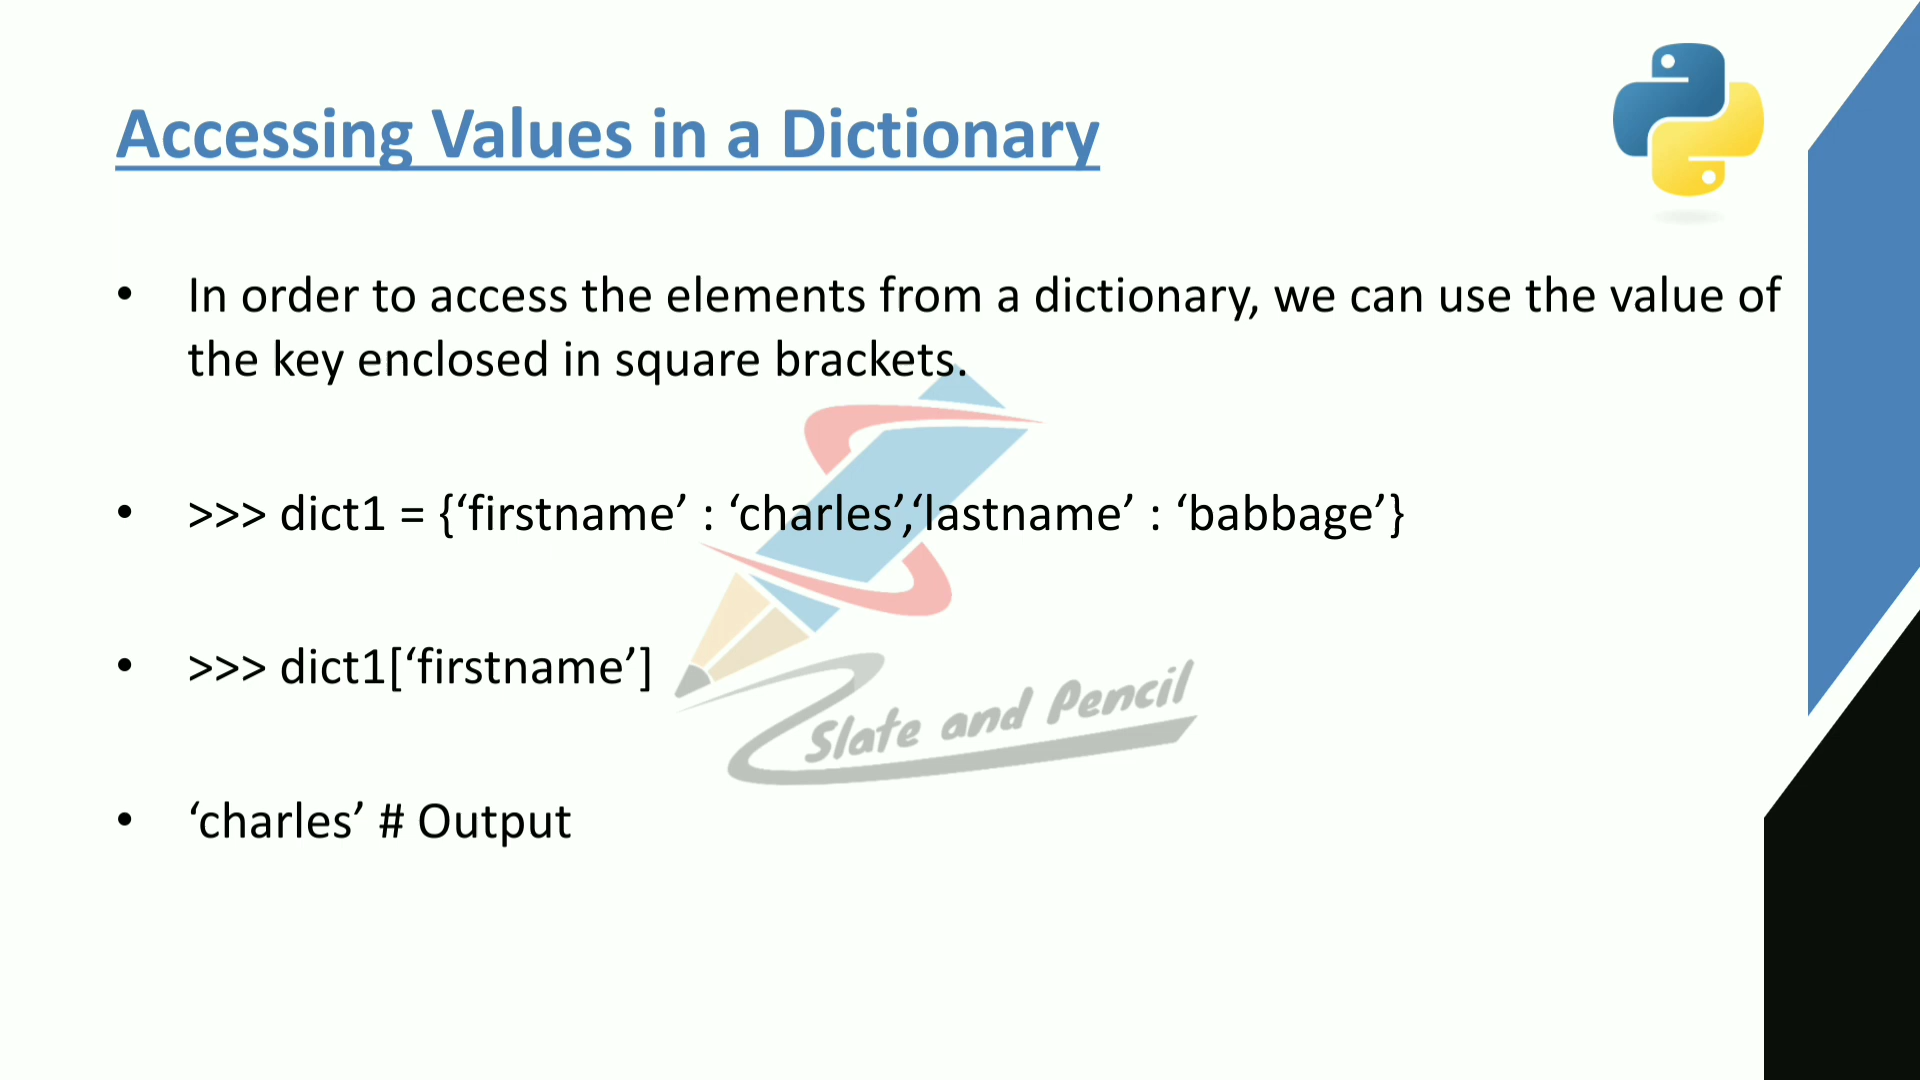 Accessing Values in a Dictionary
• In order to access the elements from a dictionary, we can use the value of
the key enclosed in square brackets.
• >>> dict1 = {‘firstname’ : ‘charles’,‘lastname’ : ‘babbage’}
• >>> dict1[‘firstname’]
Slate and Pencil
• ‘charles’ # Output